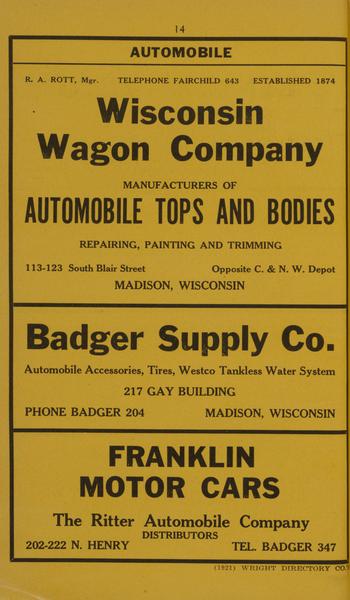 14
AUTOMOBILE
R. A. ROTT, Mgr. TELEPHONE FAIRCHILD 643 ESTABLISHED 1874
Wisconsin
Wagon Company
MANUFACTURERS OF
AUTOMOBILE TOPS AND BODIES
REPAIRING, PAINTING AND TRIMMING
113-123 South Blair Street Opposite C. & N. W. Depot
MADISON, WISCONSIN
Badger Supply Co.
Automobile Accessories, Tires, Westco Tankless Water System
217 GAY BUILDING
PHONE BADGER 204 MADISON, WISCONSIN
FRANKLIN
MOTOR CARS
The Ritter Automobile Company
DISTRIBUTORS
202-222 N. HENRY TEL. BADGER 347
(1921) WRIGHT DIRECTORY CO.